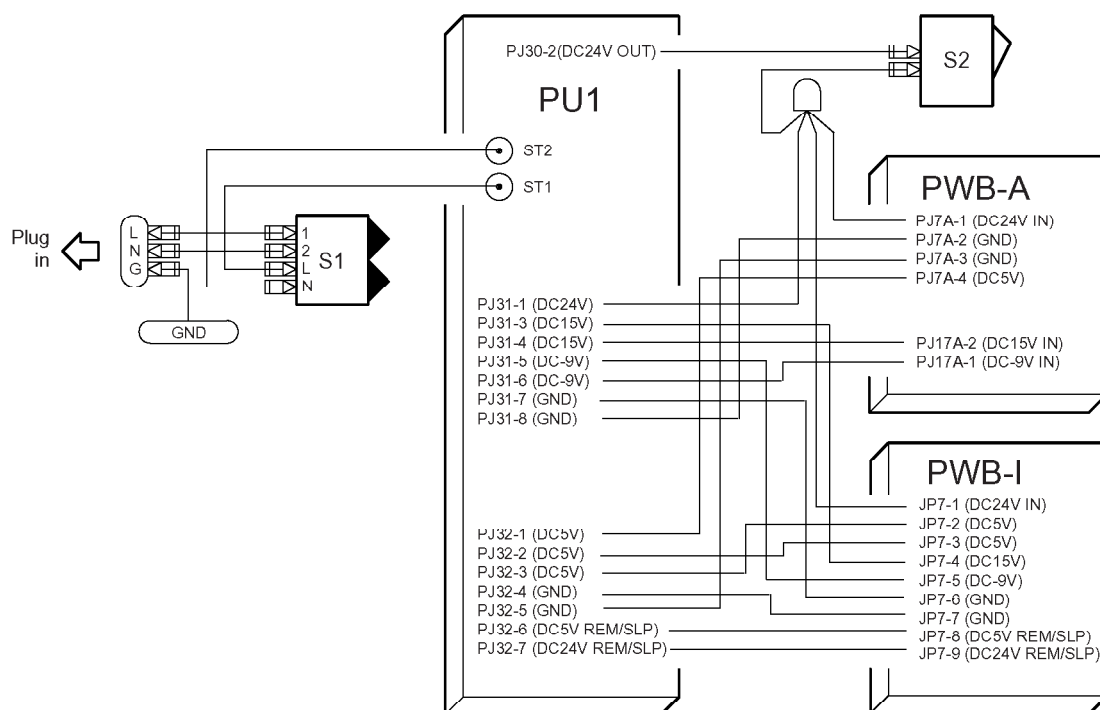 PJ30-2(DC24V OUT)
S2
PU1
ST2
ST1
PWB-A
PJ7A-1 (DC24V IN)
PJ7A-2 (GND)
PJ7A-3 (GND)
PJ7A-4 (DC5V)
Plug
in
L
N
G
1
2
L
N
S1
GND
PJ31-1 (DC24V)
PJ31-3 (DC15V)
PJ31-4 (DC15V)
PJ31-5 (DC-9V)
PJ31-6 (DC-9V)
PJ31-7 (GND)
PJ31-8 (GND)
PJ17A-2 (DC15V IN)
PJ17A-1 (DC-9V IN)
PWB-I
JP7-1 (DC24V IN)
JP7-2 (DC5V)
JP7-3 (DC5V)
JP7-4 (DC15V)
JP7-5 (DC-9V)
JP7-6 (GND)
JP7-7 (GND)
JP7-8 (DC5V REM/SLP)
JP7-9 (DC24V REM/SLP)
PJ32-1 (DC5V)
PJ32-2 (DC5V)
PJ32-3 (DC5V)
PJ32-4 (GND)
PJ32-5 (GND)
PJ32-6 (DC5V REM/SLP)
PJ32-7 (DC24V REM/SLP)